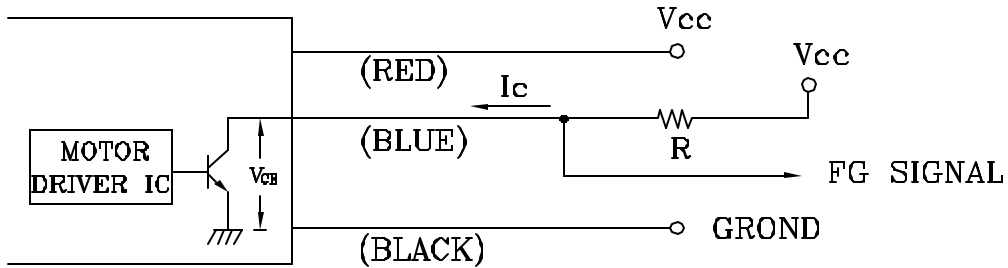 Vcc
Vcc
(RED)
Ic
(BLUE)
R
MOTOR
DRIVER IC
VCE
FG SIGNAL
GROND
(BLACK)